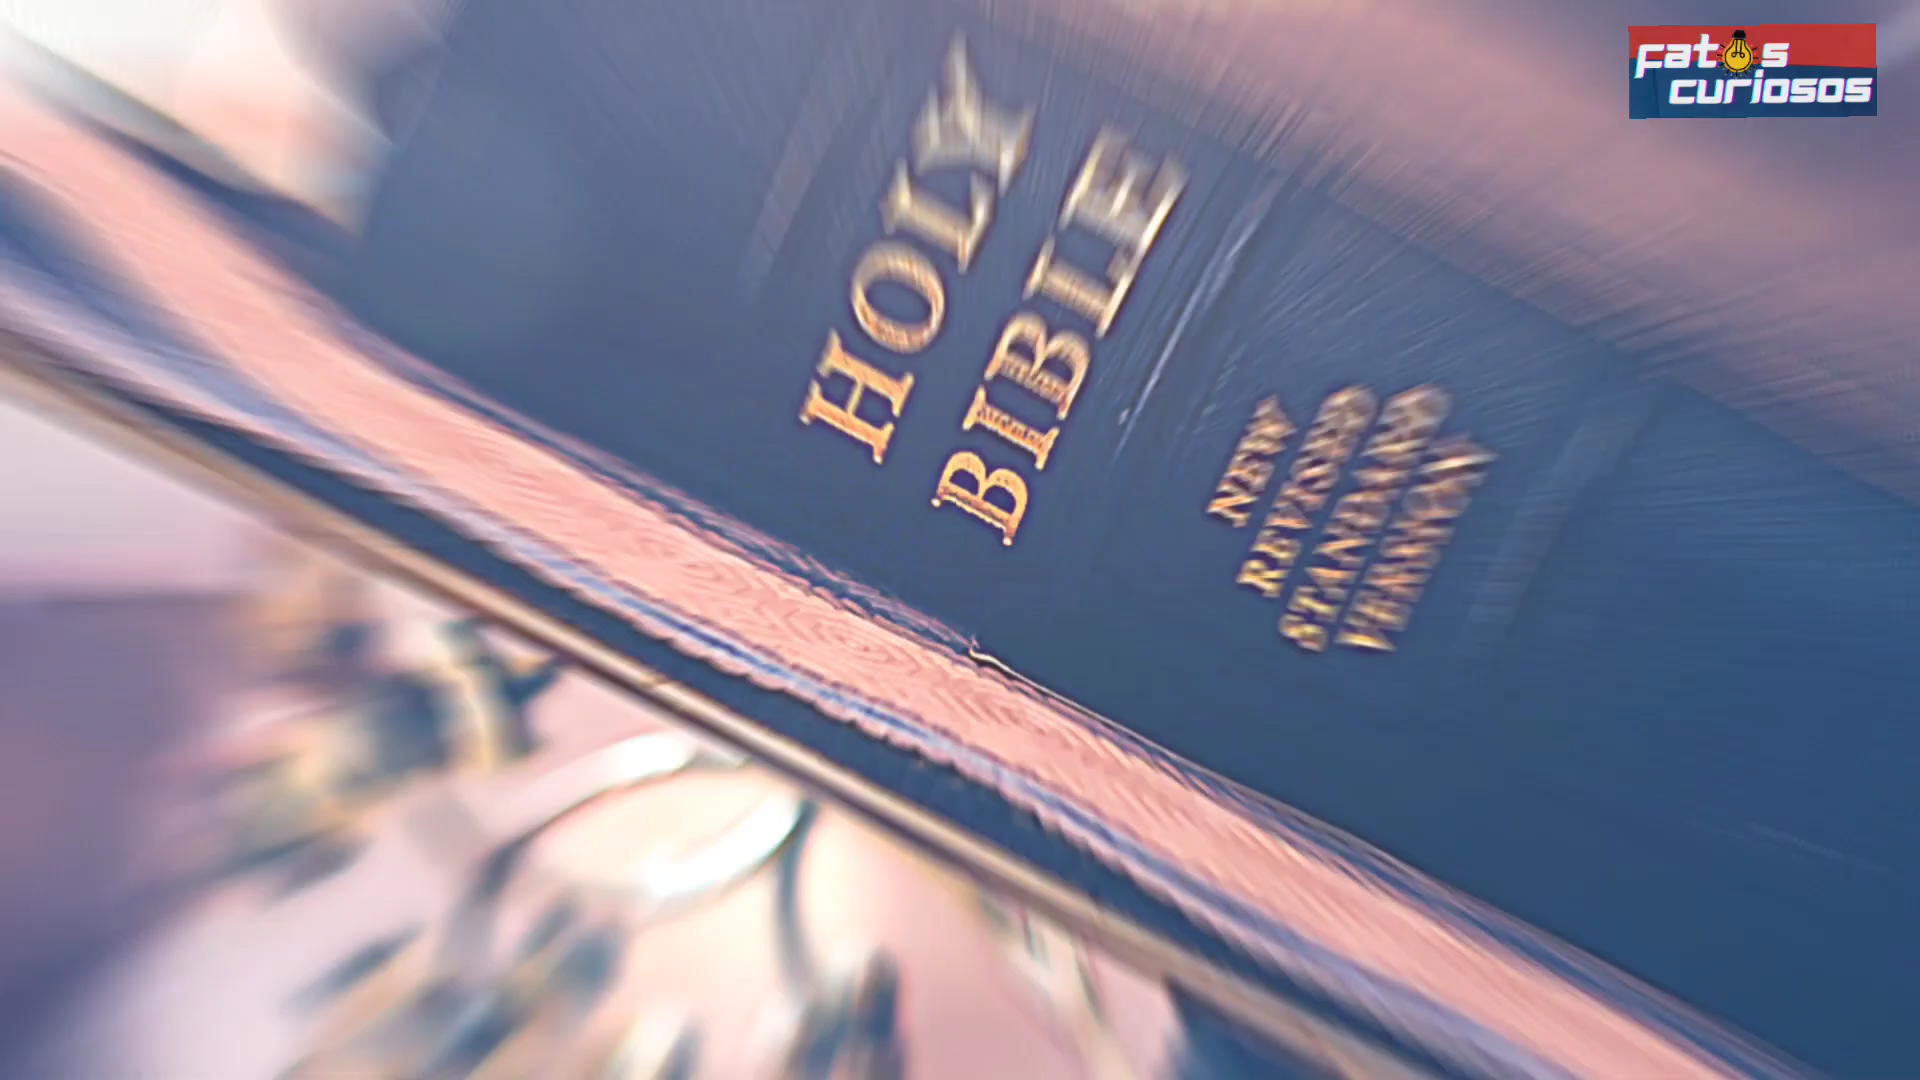 HOLY
BIBLE
NEW
REVISED
STANDARD
VERSION
fatos
curiosos